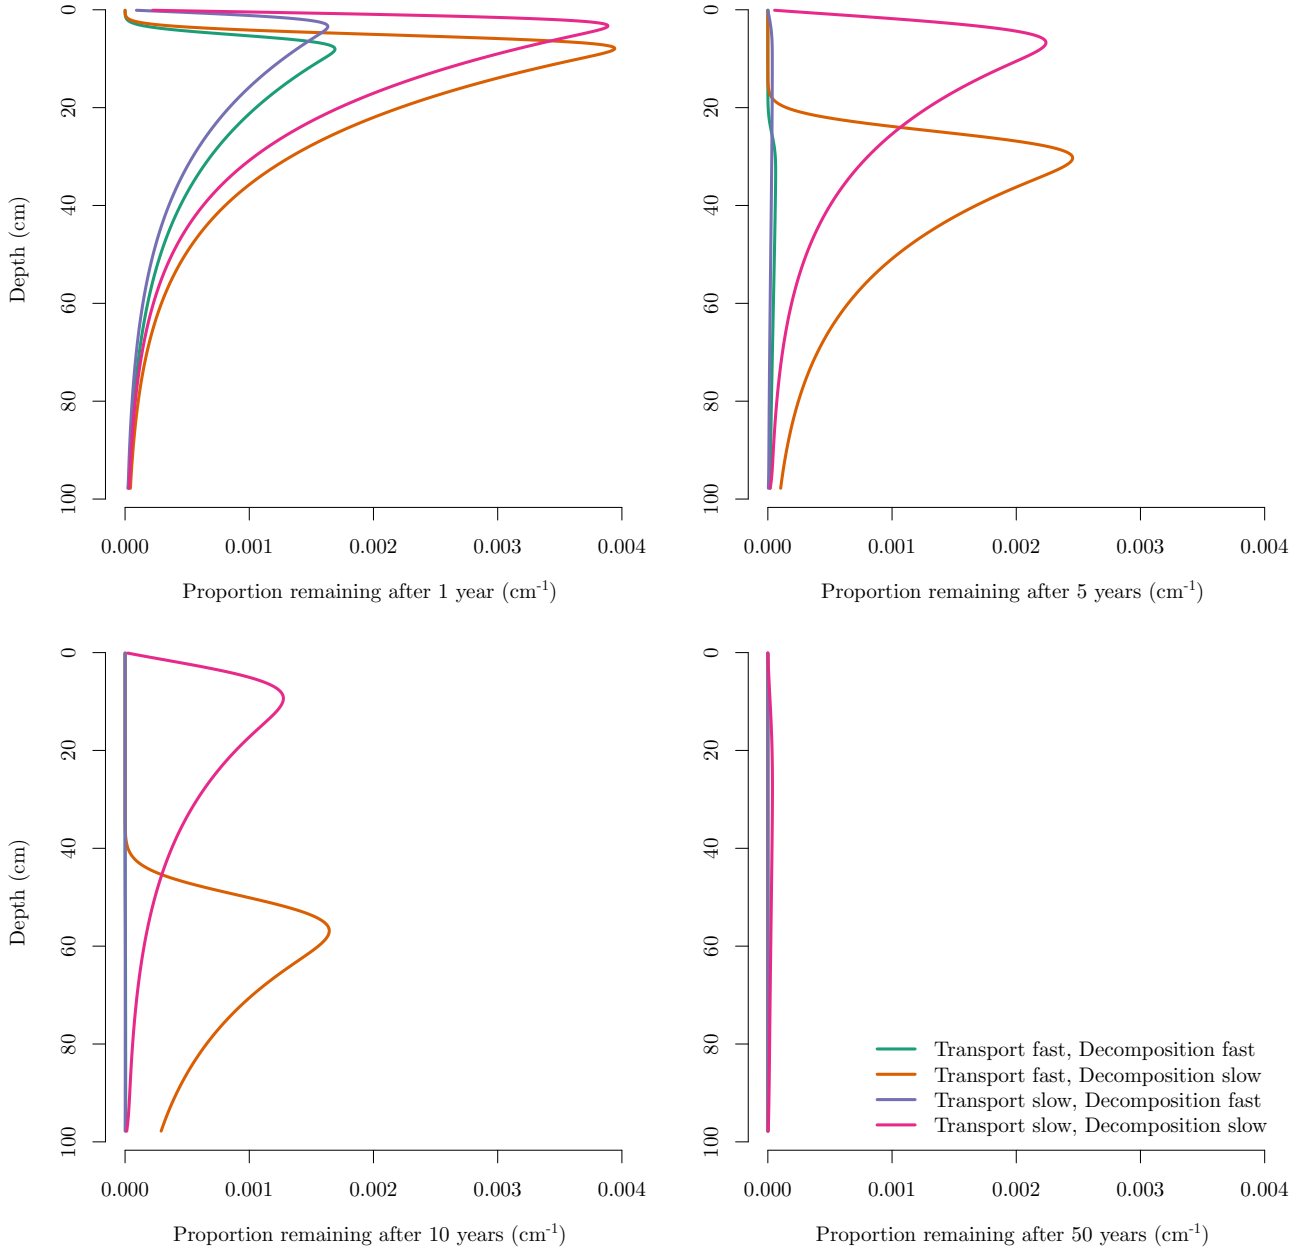 Depth (cm)
0
20
40
60
80
100
0.000 0.001 0.002 0.003 0.004
Proportion remaining after 1 year (cm-1)
0
20
40
60
80
100
0.000 0.001 0.002 0.003 0.004
Proportion remaining after 5 years (cm-1)
Depth (cm)
0
20
40
60
80
100
0.000 0.001 0.002 0.003 0.004
Proportion remaining after 10 years (cm-1)
0
20
40
60
80
100
Transport fast, Decomposition fast
Transport fast, Decomposition slow
Transport slow, Decomposition fast
Transport slow, Decomposition slow
0.000 0.001 0.002 0.003 0.004
Proportion remaining after 50 years (cm-1)